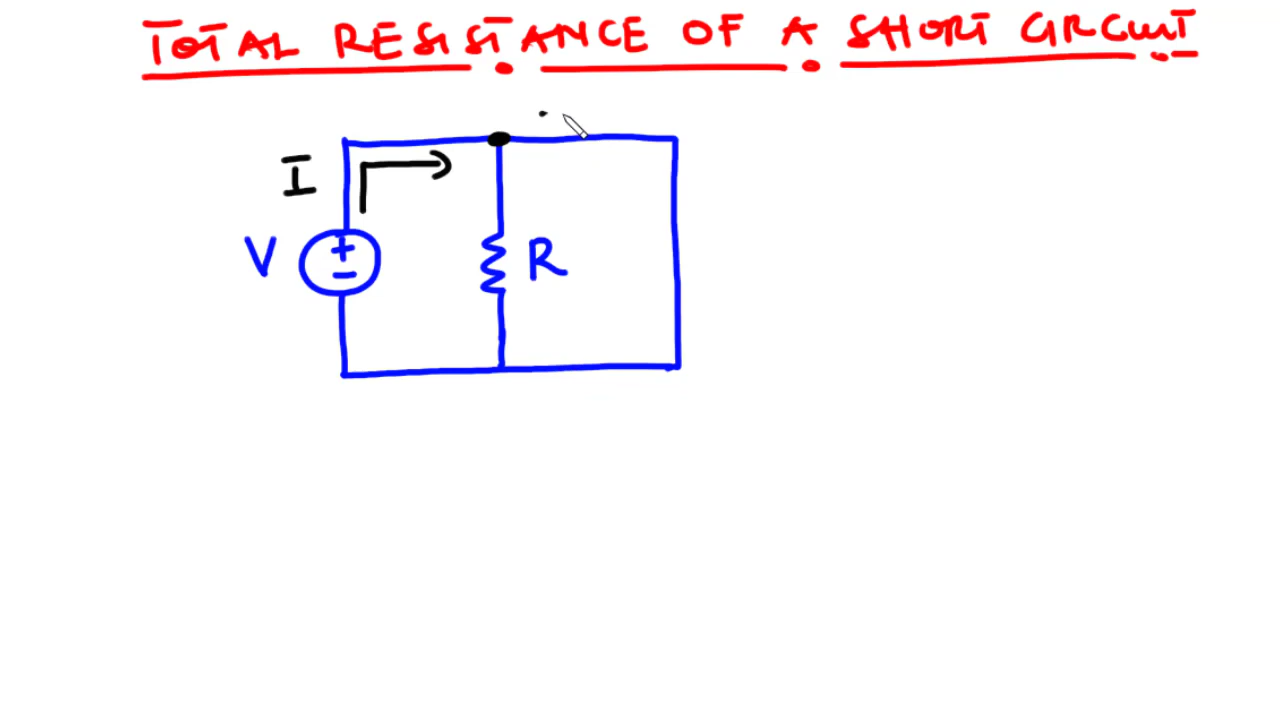 TOTAL RESISTANCE OF A SHORT CIRCUIT
I
V
+
−
R